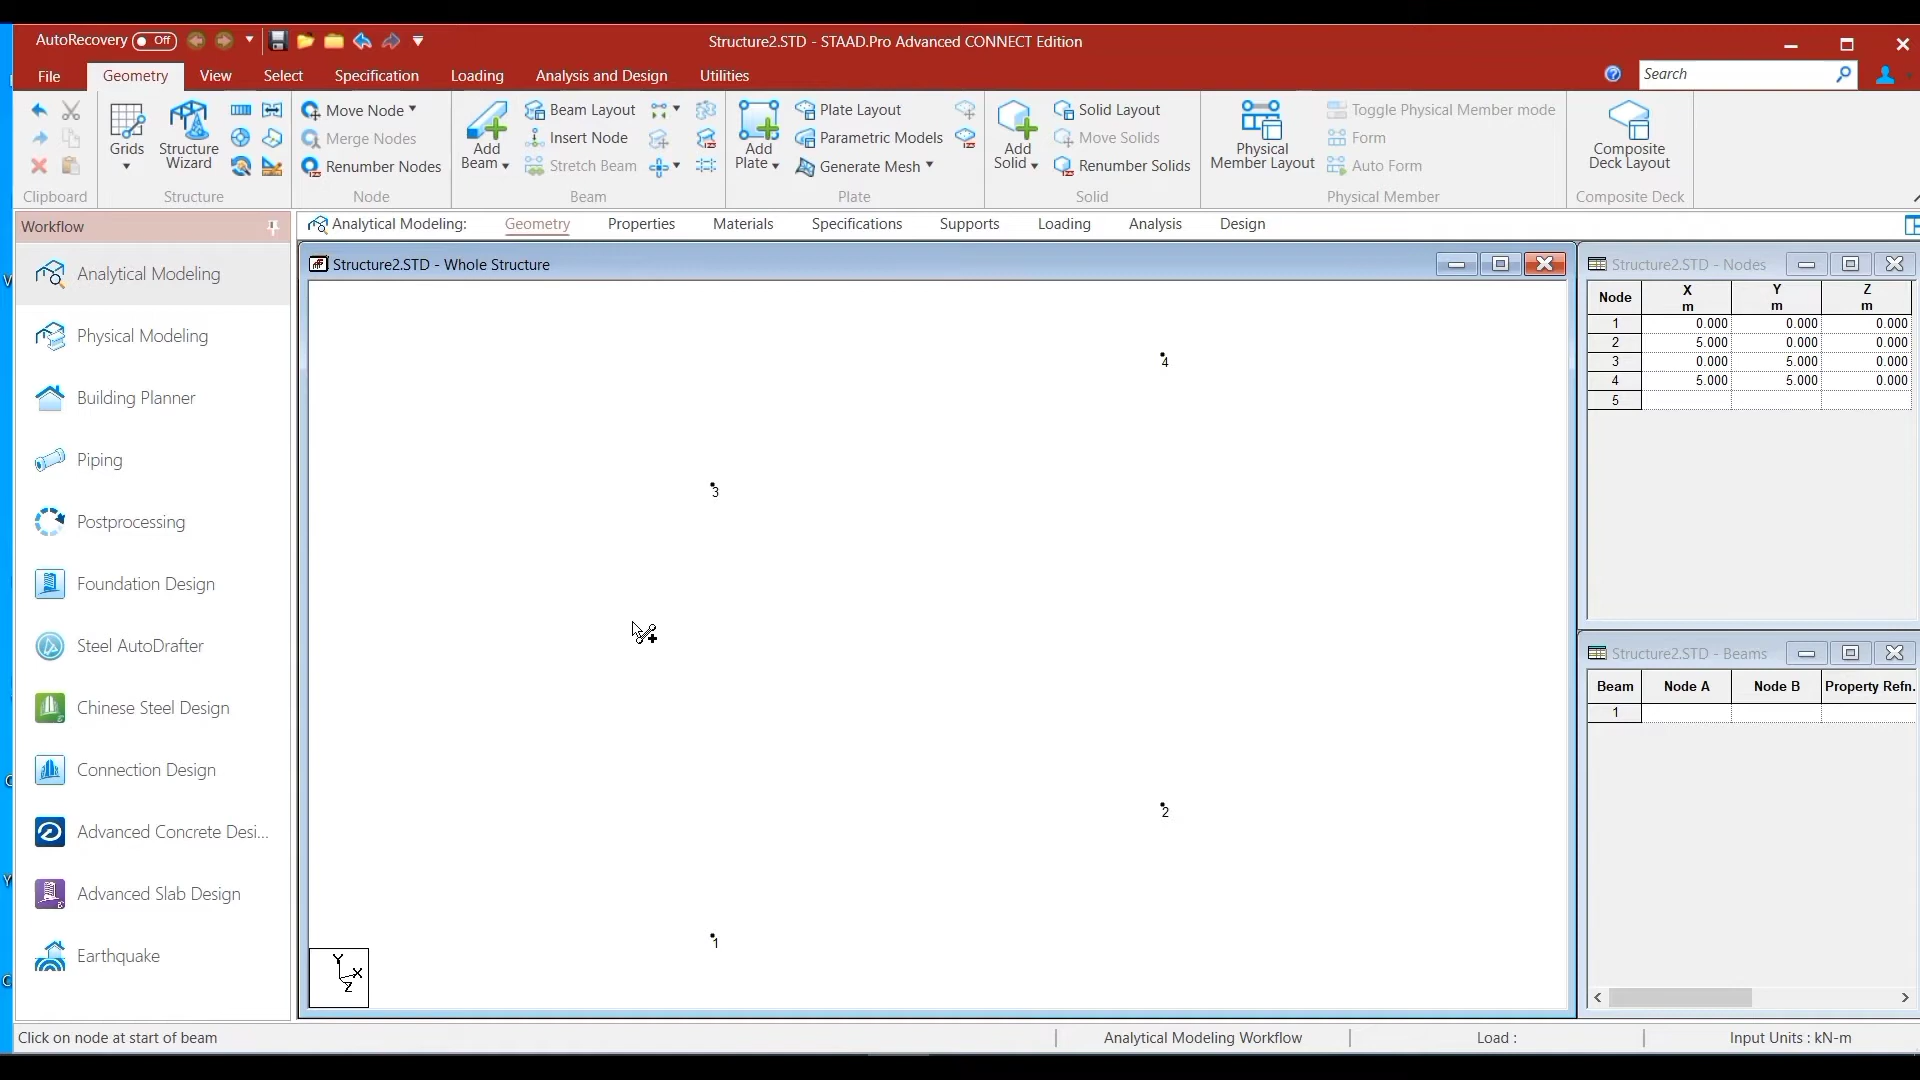 AutoRecovery Off
Structure2.STD - STAAD.Pro Advanced CONNECT Edition
File Geometry View Select Specification Loading Analysis and Design Utilities
Search
Clipboard
Grids
Structure Wizard
Structure
Move Node
Merge Nodes
Renumber Nodes
Node
Add Beam
Beam Layout
Insert Node
Stretch Beam
Beam
Add Plate
Plate Layout
Parametric Models
Generate Mesh
Plate
Add Solid
Solid Layout
Move Solids
Renumber Solids
Solid
Physical Member Layout
Toggle Physical Member mode
Form
Auto Form
Physical Member
Composite Deck Layout
Composite Deck
Workflow
Analytical Modeling
Physical Modeling
Building Planner
Piping
Postprocessing
Foundation Design
Steel AutoDrafter
Chinese Steel Design
Connection Design
Advanced Concrete Desi...
Advanced Slab Design
Earthquake
Analytical Modeling: Geometry Properties Materials Specifications Supports Loading Analysis Design
Structure2.STD - Whole Structure
4
3
2
1
Y
X
Z
Structure2.STD - Nodes
Node X m Y m Z m
1 0.000 0.000 0.000
2 5.000 0.000 0.000
3 0.000 5.000 0.000
4 5.000 5.000 0.000
5
Structure2.STD - Beams
Beam Node A Node B Property Refn.
1
Click on node at start of beam
Analytical Modeling Workflow
Load :
Input Units : kN-m